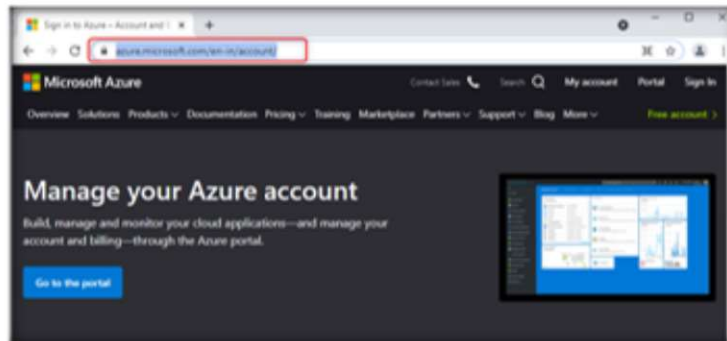 Sign in to Azure – Account and
azure.microsoft.com/en-in/account/
Microsoft Azure Contact Sales Search My account Portal Sign In
Overview Solutions Products Documentation Pricing Training Marketplace Partners Support Blog More Free account >
Manage your Azure account
Build, manage and monitor your cloud applications—and manage your
account and billing—through the Azure portal.
Go to the portal